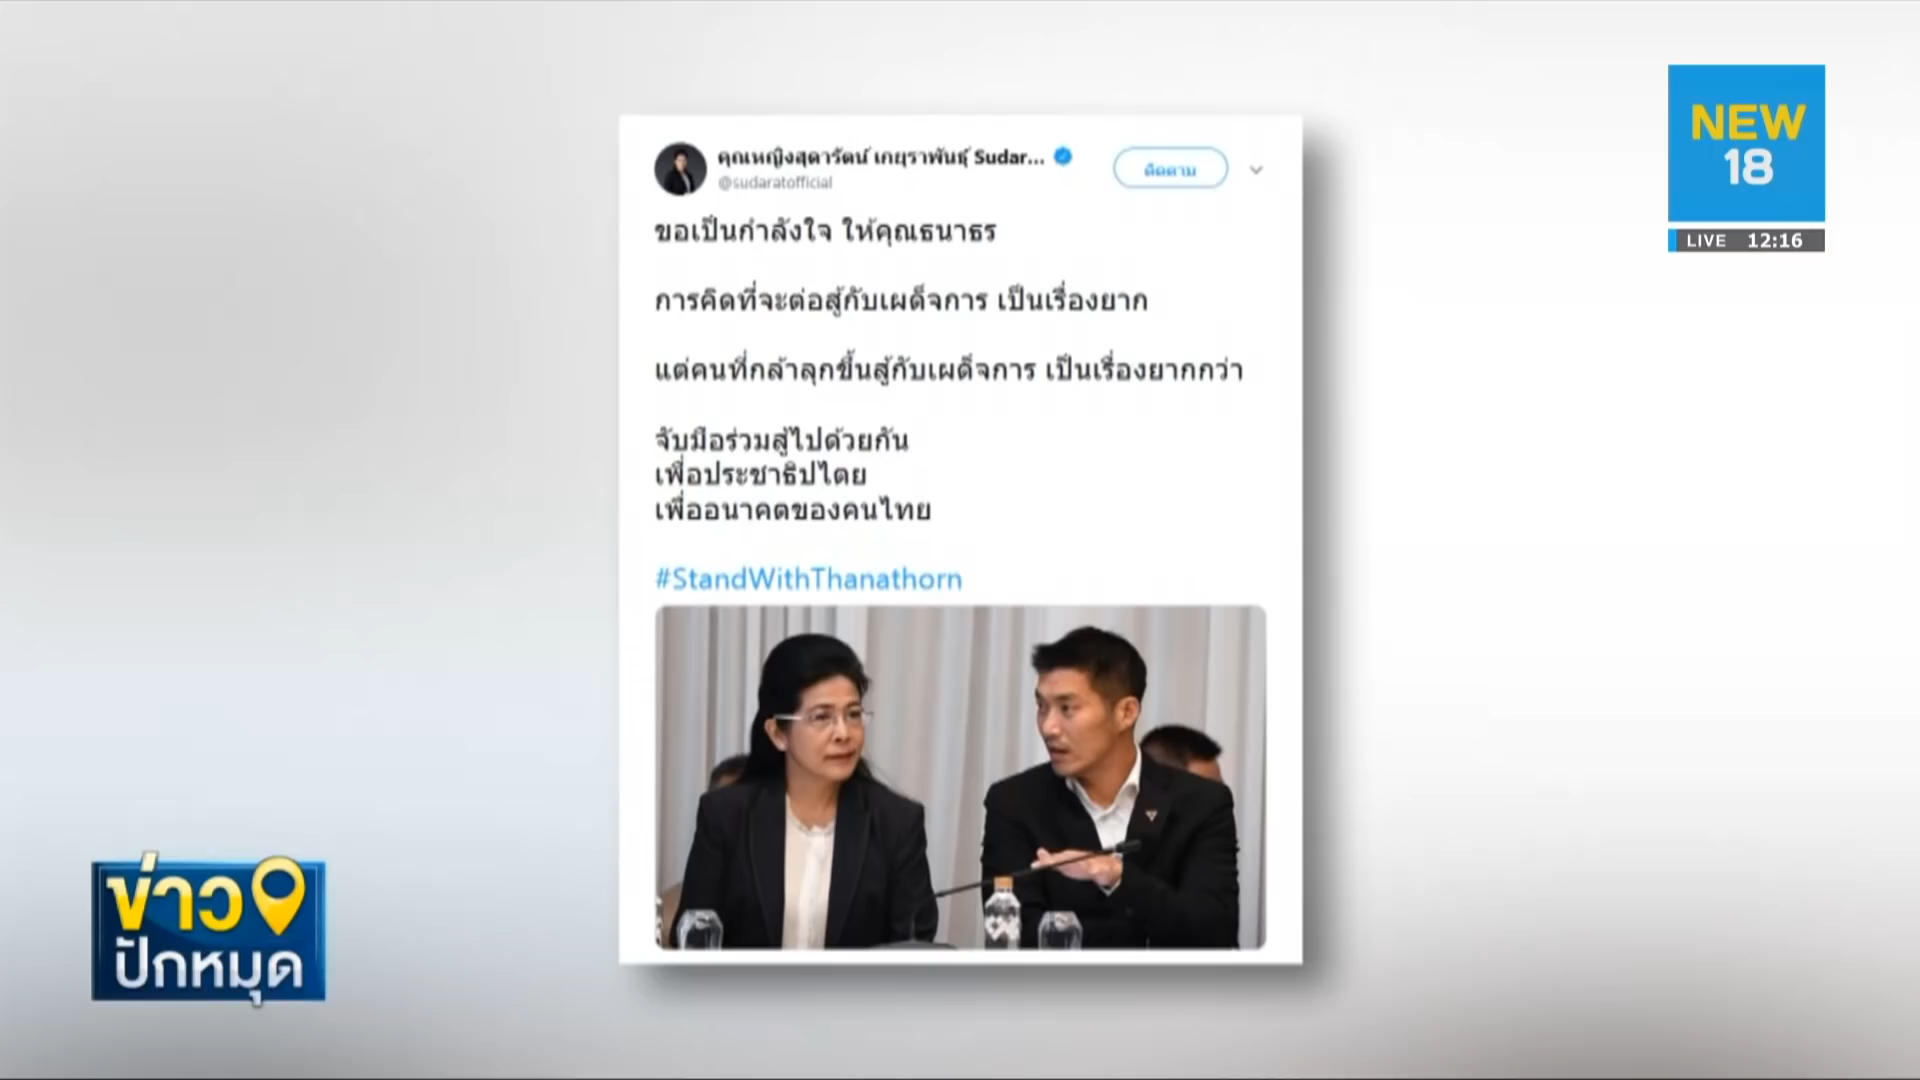 NEW
18
LIVE 12:16
คุณหญิงสุดารัตน์ เกยุราพันธุ์ Sudar...
@sudaratofficial
ติดตาม
ขอเป็นกำลังใจ ให้คุณธนาธร
การคิดที่จะต่อสู้กับเผด็จการ เป็นเรื่องยาก
แต่คนที่กล้าลุกขึ้นสู้กับเผด็จการ เป็นเรื่องยากกว่า
จับมือร่วมสู้ไปด้วยกัน
เพื่อประชาธิปไตย
เพื่ออนาคตของคนไทย
#StandWithThanathorn
ข่าว
ปักหมุด